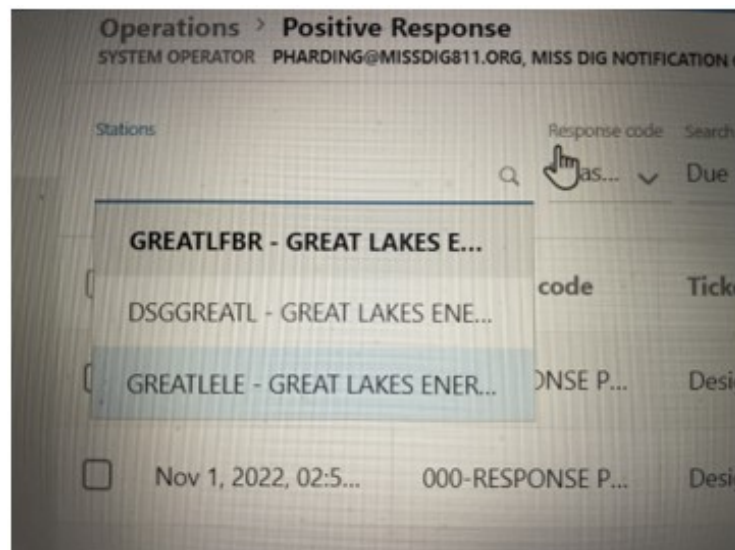 Operations > Positive Response
SYSTEM OPERATOR PHARDING@MISSDIG811.ORG, MISS DIG NOTIFICATION
Stations
Response code Search
as... Due
GREATLFBR - GREAT LAKES E...
code Tick
DSGGREATL - GREAT LAKES ENE...
GREATLELE - GREAT LAKES ENER...
ONSE P... Desi
Nov 1, 2022, 02:5... 000-RESPONSE P... Desi